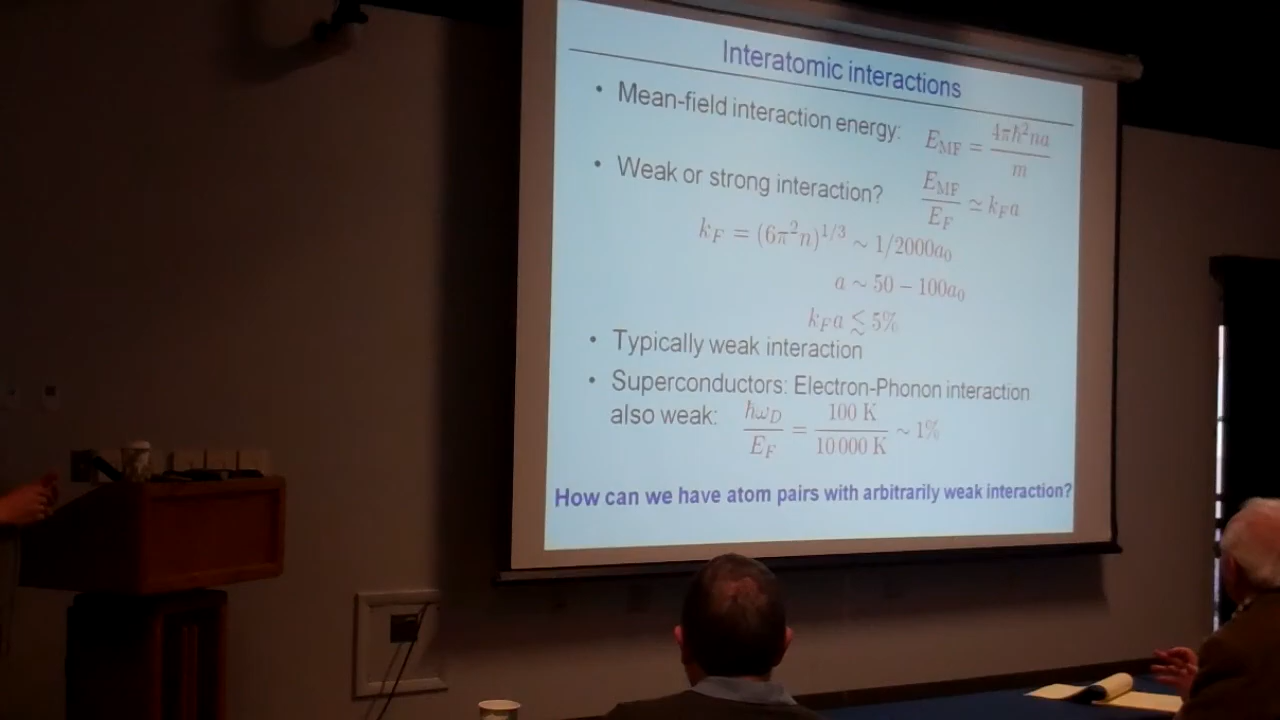 Interatomic interactions
• Mean-field interaction energy: E_MF = 4πħ²na / m
• Weak or strong interaction? E_MF / E_F ≃ k_F a
k_F = (6π²n)^{1/3} ~ 1/2000a₀
a ~ 50 − 100a₀
k_F a ≲ 5%
• Typically weak interaction
• Superconductors: Electron-Phonon interaction
also weak: ħω_D / E_F = 100 K / 10 000 K ~ 1%
How can we have atom pairs with arbitrarily weak interaction?